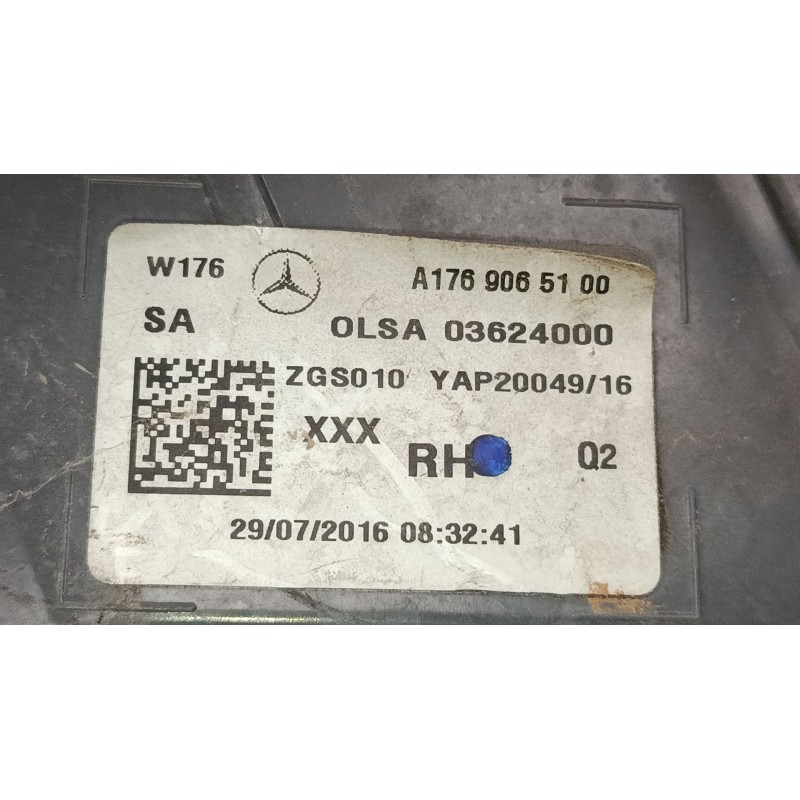 W176 A176 906 51 00
SA OLSA 03624000
ZGS010 YAP20049/16
XXX RH Q2
29/07/2016 08:32:41